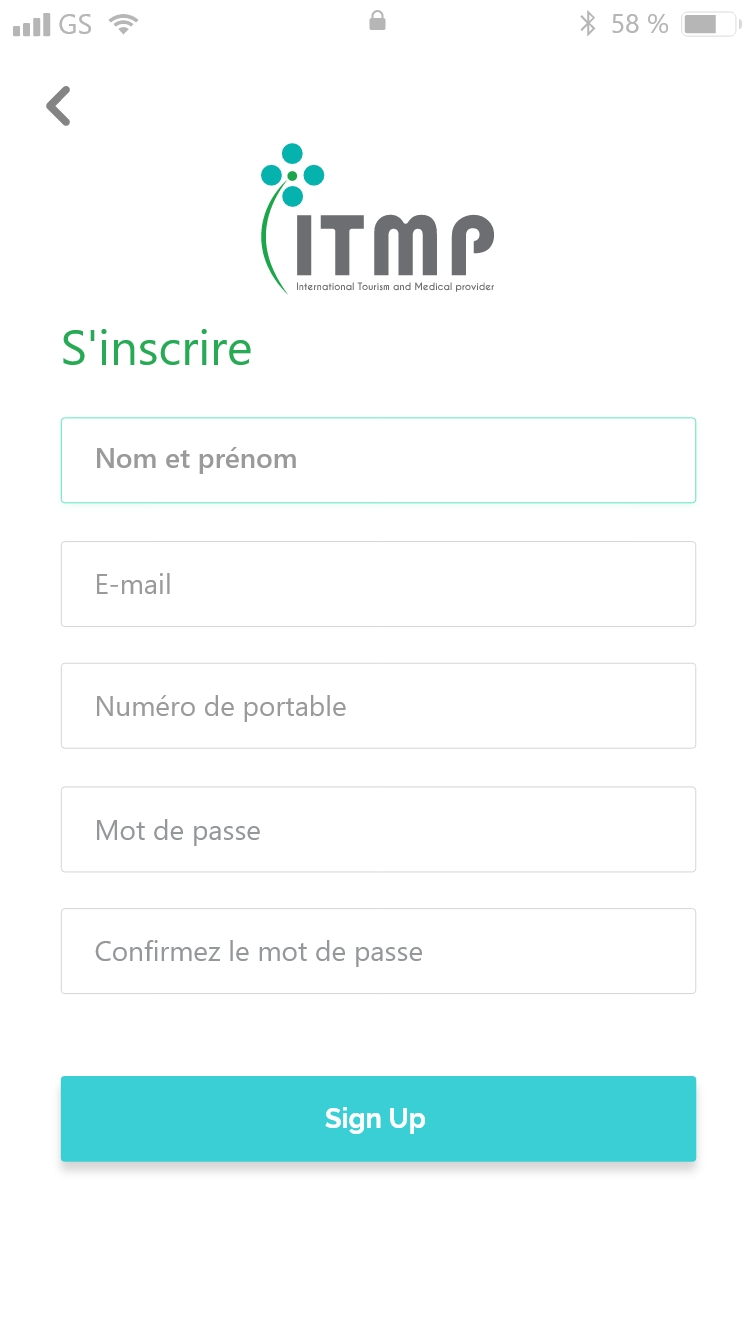 GS 58 %
ITMP
International Tourism and Medical provider
S'inscrire
Nom et prénom
E-mail
Numéro de portable
Mot de passe
Confirmez le mot de passe
Sign Up